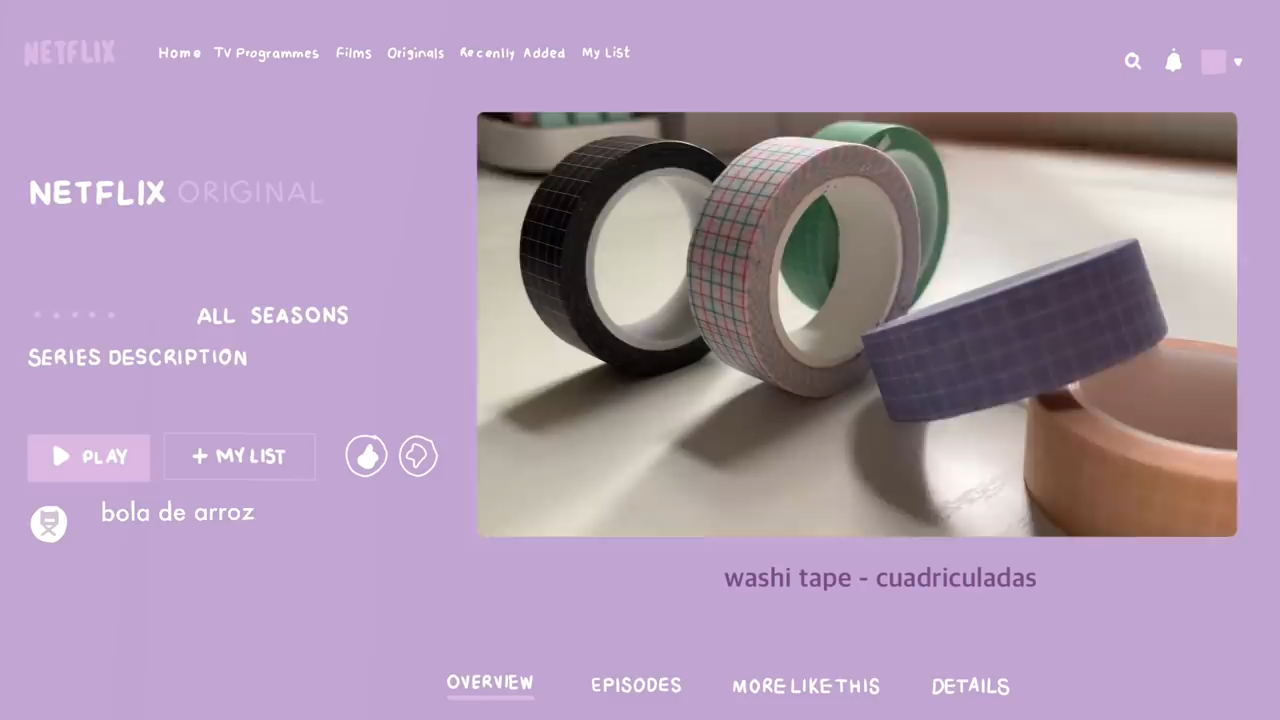 NETFLIX Home TV Programmes Films Originals Recently Added My List
NETFLIX ORIGINAL
ALL SEASONS
SERIES DESCRIPTION
PLAY + MY LIST
bola de arroz
washi tape - cuadriculadas
OVERVIEW EPISODES MORE LIKE THIS DETAILS